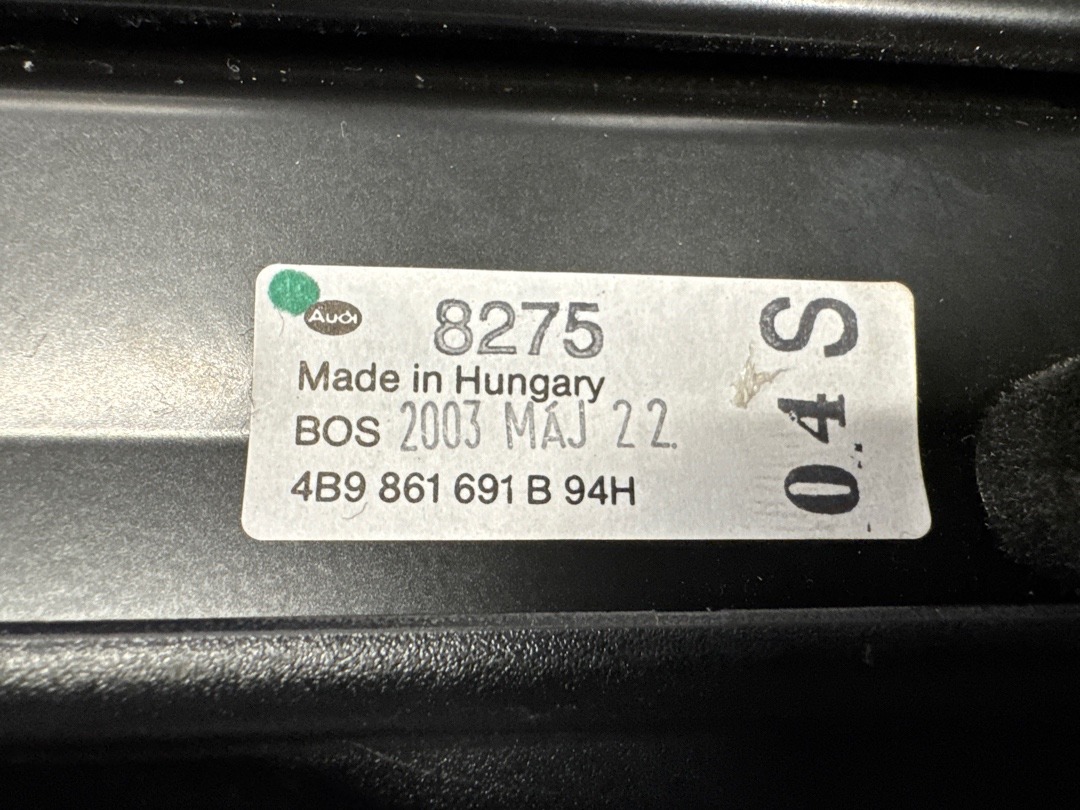 Audi
8275
Made in Hungary
BOS 2003 MÁJ 22.
4B9 861 691 B 94H
04S